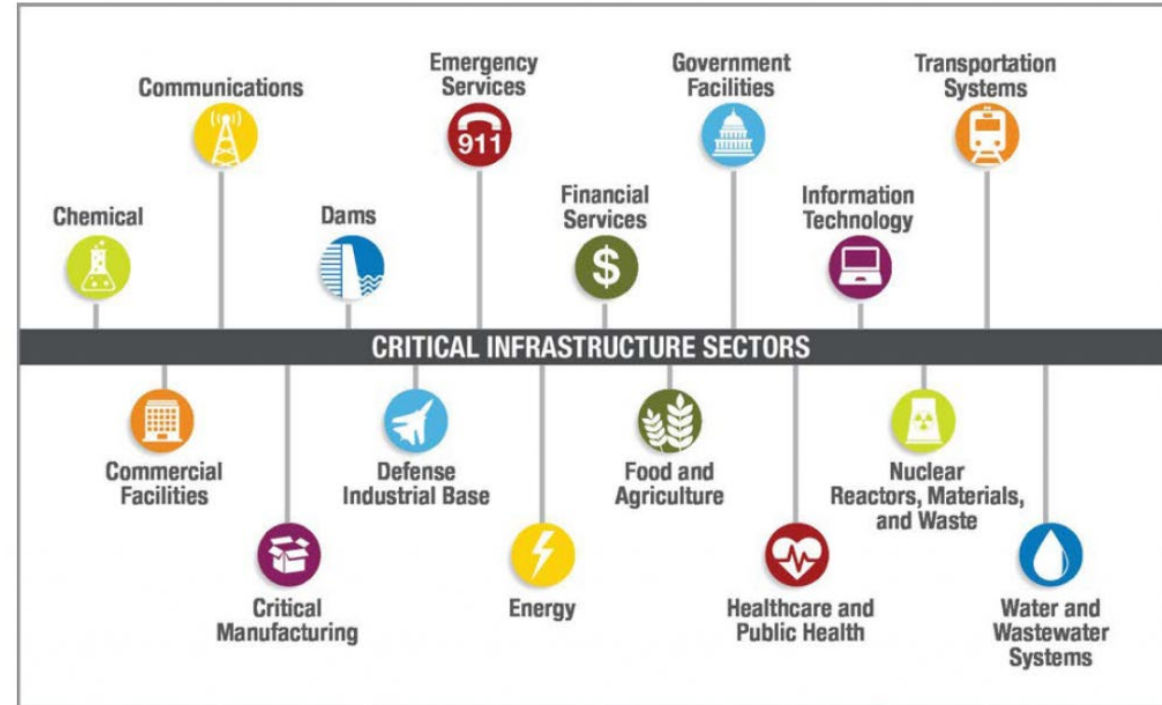 Communications
Emergency
Services
911
Government
Facilities
Transportation
Systems
Chemical
Dams
Financial
Services
$
Information
Technology
CRITICAL INFRASTRUCTURE SECTORS
Commercial
Facilities
Defense
Industrial Base
Food and
Agriculture
Nuclear
Reactors, Materials,
and Waste
Critical
Manufacturing
Energy
Healthcare and
Public Health
Water and
Wastewater
Systems